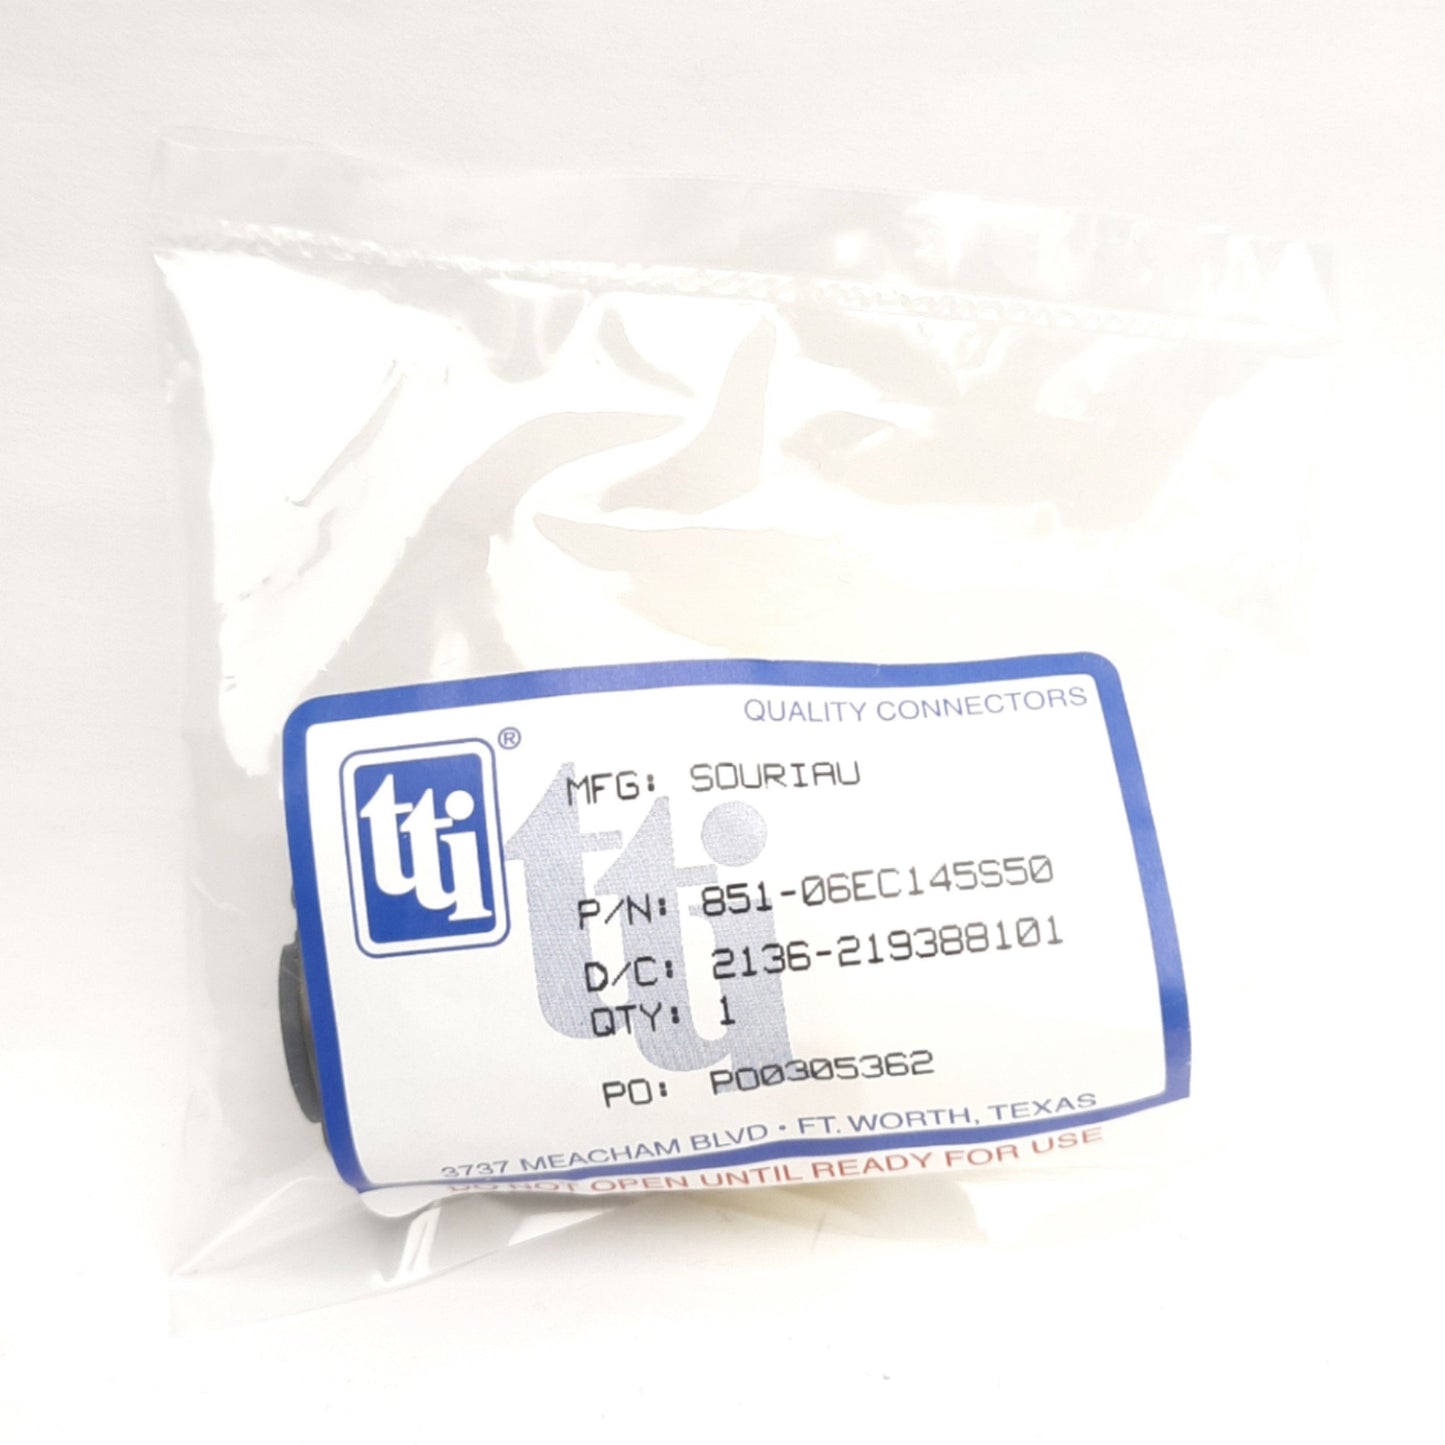 QUALITY CONNECTORS
tti®
MFG: SOURIAU
P/N: 851-06EC145S50
D/C: 2136-219388101
QTY: 1
PO: PO0305362
3737 MEACHAM BLVD • FT. WORTH, TEXAS
DO NOT OPEN UNTIL READY FOR USE